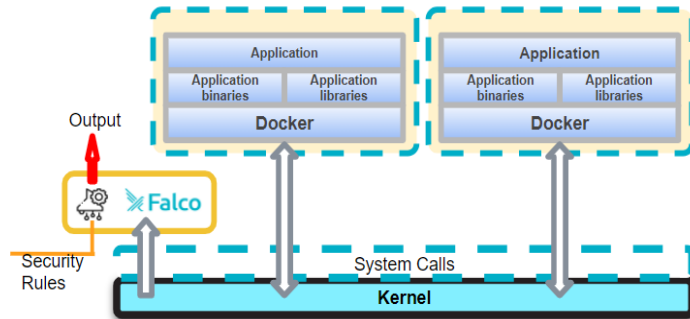 Application
Application binaries
Application libraries
Docker
Application
Application binaries
Application libraries
Docker
Output
Falco
Security
Rules
System Calls
Kernel